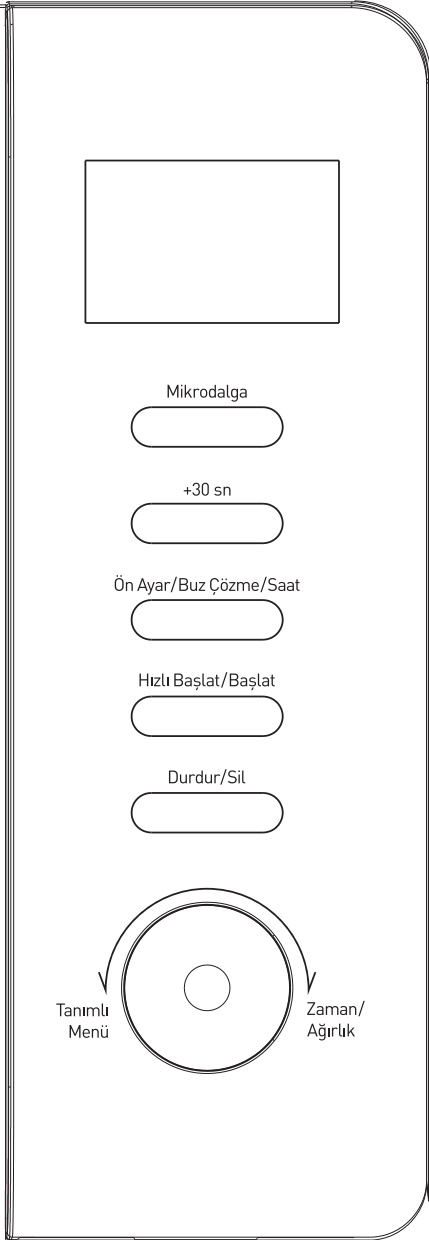 Mikrodalga
+30 sn
Ön Ayar/Buz Çözme/Saat
Hızlı Başlat/Başlat
Durdur/Sil
Tanımlı
Menü
Zaman/
Ağırlık